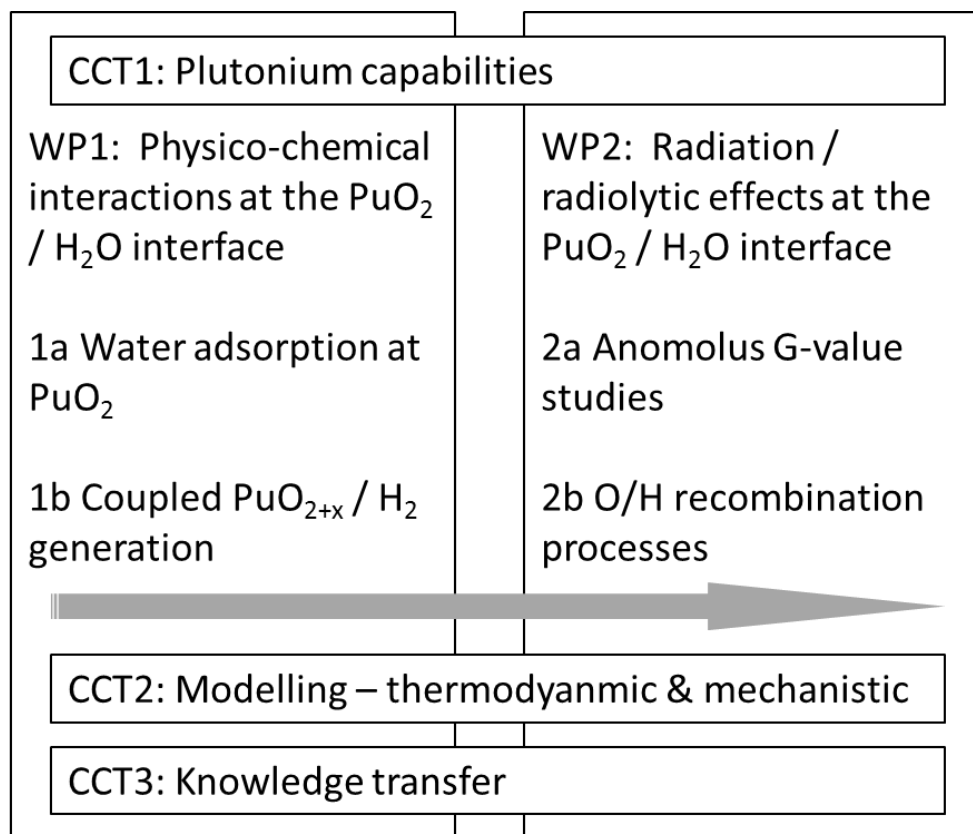 CCT1: Plutonium capabilities
WP1:  Physico-chemical
interactions at the PuO₂
/ H₂O interface
1a Water adsorption at
PuO₂
1b Coupled PuO₂₊ₓ / H₂
generation
WP2:  Radiation /
radiolytic effects at the
PuO₂ / H₂O interface
2a Anomolus G-value
studies
2b O/H recombination
processes
CCT2: Modelling – thermodyanmic & mechanistic
CCT3: Knowledge transfer